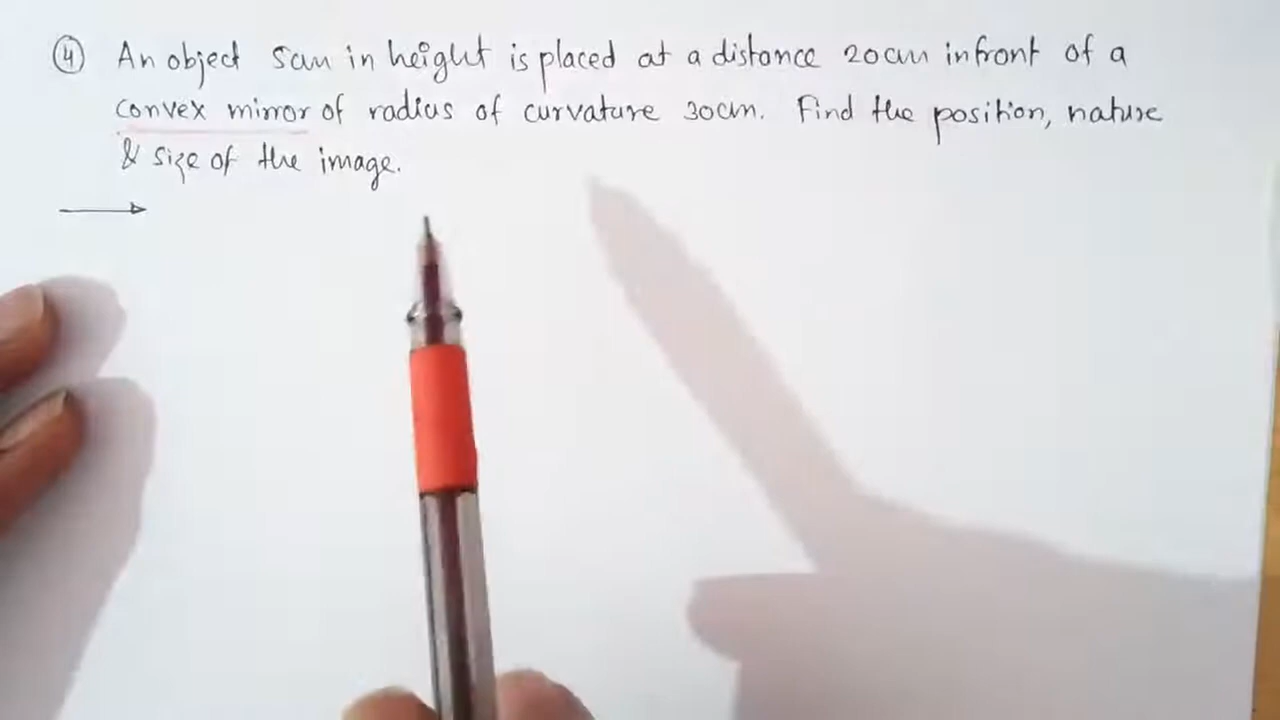 ④ An object 5cm in height is placed at a distance 20cm infront of a
convex mirror of radius of curvature 30cm. Find the position, nature
& size of the image.